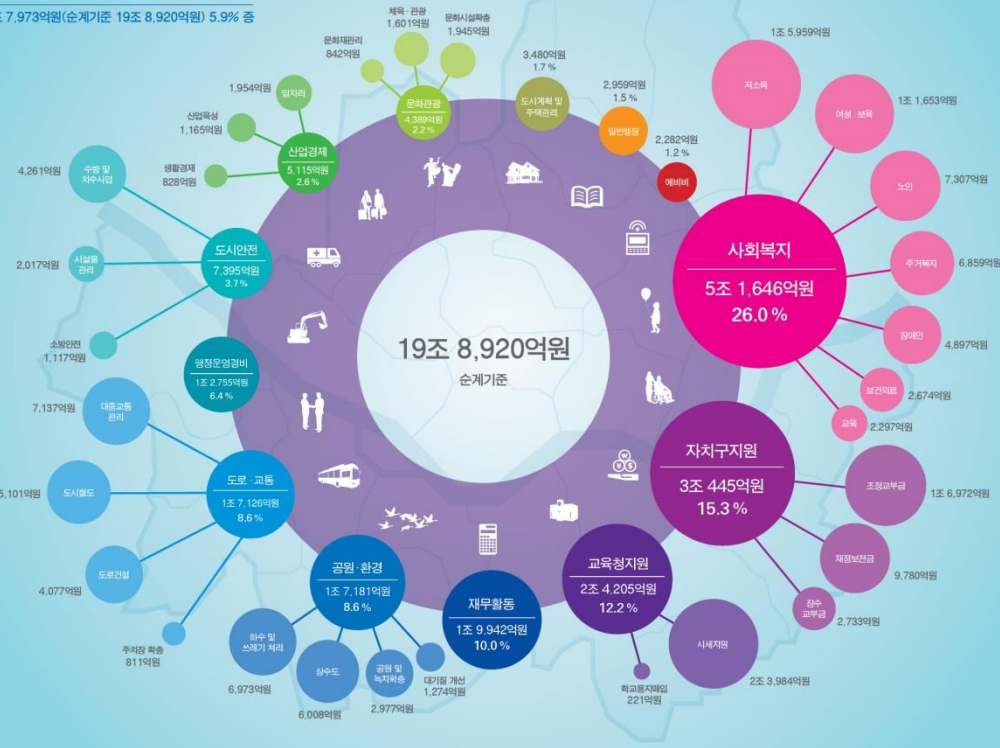 7,973억원(순계기준 19조 8,920억원) 5.9% 증
체육 · 관광
1,601억원
문화시설확충
1,945억원
문화재관리
842억원
문화관광
4,389억원
2.2 %
일자리
1,954억원
산업육성
1,165억원
생활경제
828억원
산업경제
5,115억원
2.6 %
3,480억원
1.7 %
도시계획 및
주택관리
2,959억원
1.5 %
일반행정
2,282억원
1.2 %
예비비
1조 5,959억원
저소득
1조 1,653억원
여성 · 보육
7,307억원
노인
6,859억원
주거복지
4,897억원
장애인
2,674억원
보건의료
2,297억원
교육
사회복지
5조 1,646억원
26.0 %
4,261억원
수방 및
치수사업
2,017억원
시설물
관리
소방안전
1,117억원
도시안전
7,395억원
3.7 %
행정운영경비
1조 2,755억원
6.4 %
19조 8,920억원
순계기준
7,137억원
대중교통
관리
5,101억원
도시철도
4,077억원
도로건설
주차장 확충
811억원
도로 · 교통
1조 7,126억원
8.6 %
자치구지원
3조 445억원
15.3 %
조정교부금
1조 6,972억원
재정보전금
9,780억원
징수
교부금
2,733억원
공원 · 환경
1조 7,181억원
8.6 %
하수 및
쓰레기 처리
6,973억원
상수도
6,008억원
공원 및
녹지확충
2,977억원
대기질 개선
1,274억원
재무활동
1조 9,942억원
10.0 %
교육청지원
2조 4,205억원
12.2 %
시세지원
2조 3,984억원
학교용지매입
221억원